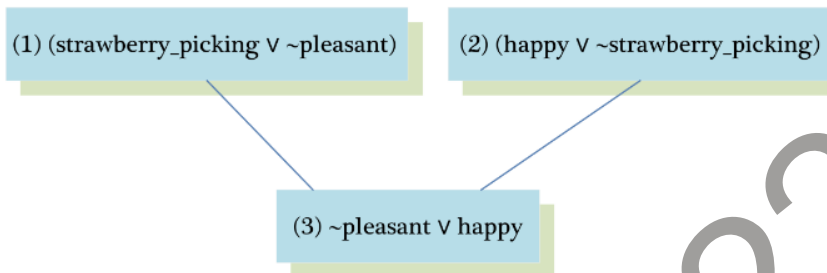 (1) (strawberry_picking ∨ ~pleasant)
(2) (happy ∨ ~strawberry_picking)
(3) ~pleasant ∨ happy